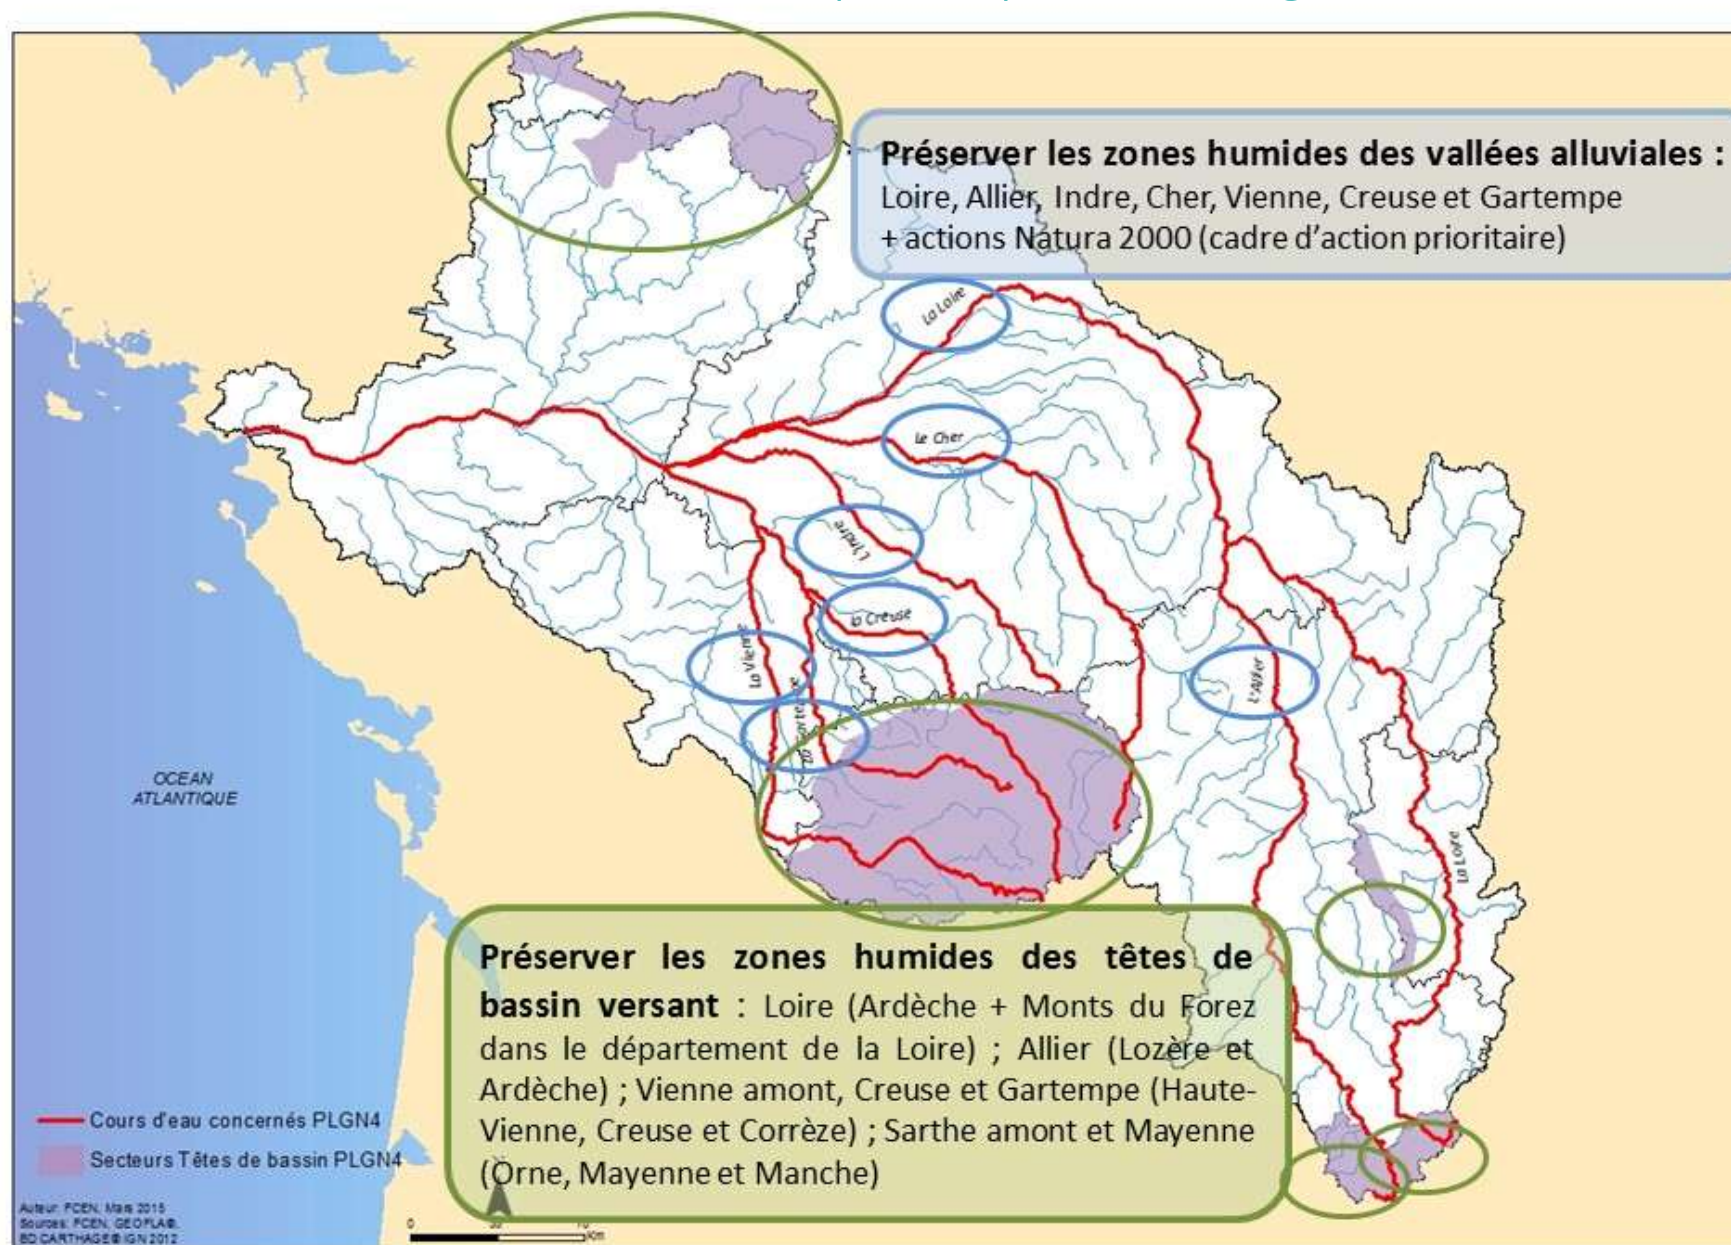 Préserver les zones humides des vallées alluviales :
Loire, Allier, Indre, Cher, Vienne, Creuse et Gartempe
+ actions Natura 2000 (cadre d'action prioritaire)
La Loire
Le Cher
L'Indre
la Creuse
La Vienne
La Gartempe
L'Allier
La Loire
OCEAN
ATLANTIQUE
Préserver les zones humides des têtes de
bassin versant : Loire (Ardèche + Monts du Forez
dans le département de la Loire) ; Allier (Lozère et
Ardèche) ; Vienne amont, Creuse et Gartempe (Haute-
Vienne, Creuse et Corrèze) ; Sarthe amont et Mayenne
(Orne, Mayenne et Manche)
Cours d'eau concernés PLGN4
Secteurs Têtes de bassin PLGN4
Auteur: FCEN, Mars 2015
Sources: FCEN, GEOFLA®,
BD CARTHAGE® IGN 2012
0
Km